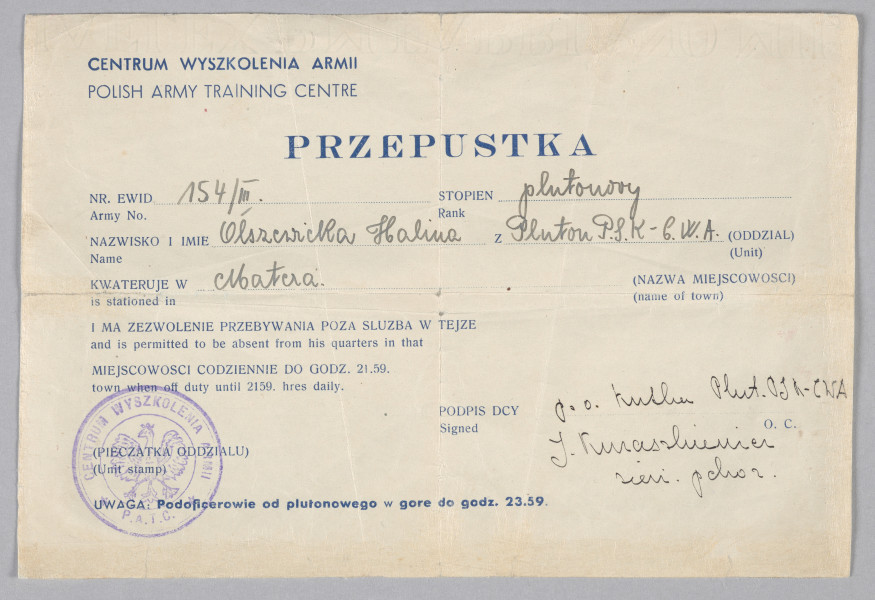 CENTRUM WYSZKOLENIA ARMII
POLISH ARMY TRAINING CENTRE
PRZEPUSTKA
NR. EWID 154/III. STOPIEN plutonowy
Army No. Rank
NAZWISKO I IMIE Olszewicka Halina Z Pluton P.S.K-C.W.A. (ODDZIAL)
Name (Unit)
KWATERUJE W Matera. (NAZWA MIEJSCOWOSCI)
is stationed in (name of town)
I MA ZEZWOLENIE PRZEBYWANIA POZA SLUZBA W TEJZE
and is permitted to be absent from his quarters in that
MIEJSCOWOSCI CODZIENNIE DO GODZ. 21.59.
town when off duty until 2159. hres daily.
PODPIS DCY p.o. Plut. PSK-CWA
Signed O. C.
(PIECZATKA ODDZIALU)
(Unit stamp)
CENTRUM WYSZKOLENIA ARMII
P.A.T.C.
pchor.
UWAGA: Podoficerowie od plutonowego w gore do godz. 23.59.